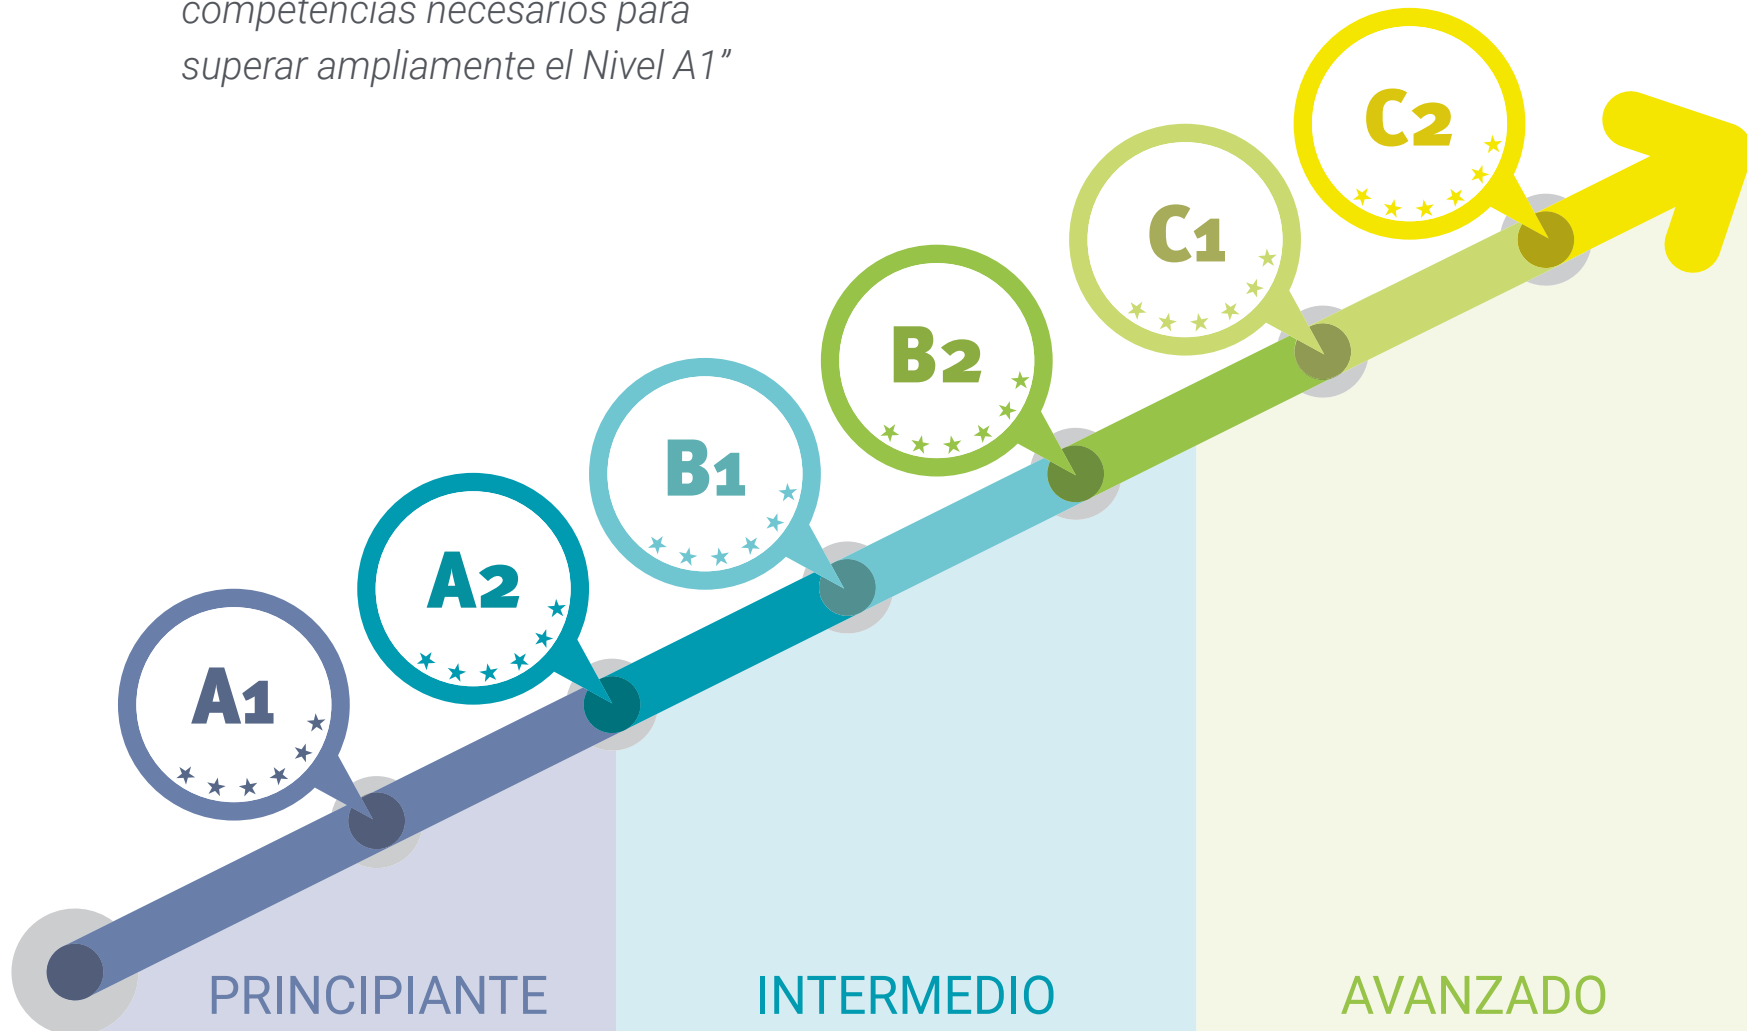 competencias necesarios para
superar ampliamente el Nivel A1”
C2
C1
B2
B1
A2
A1
PRINCIPIANTE
INTERMEDIO
AVANZADO